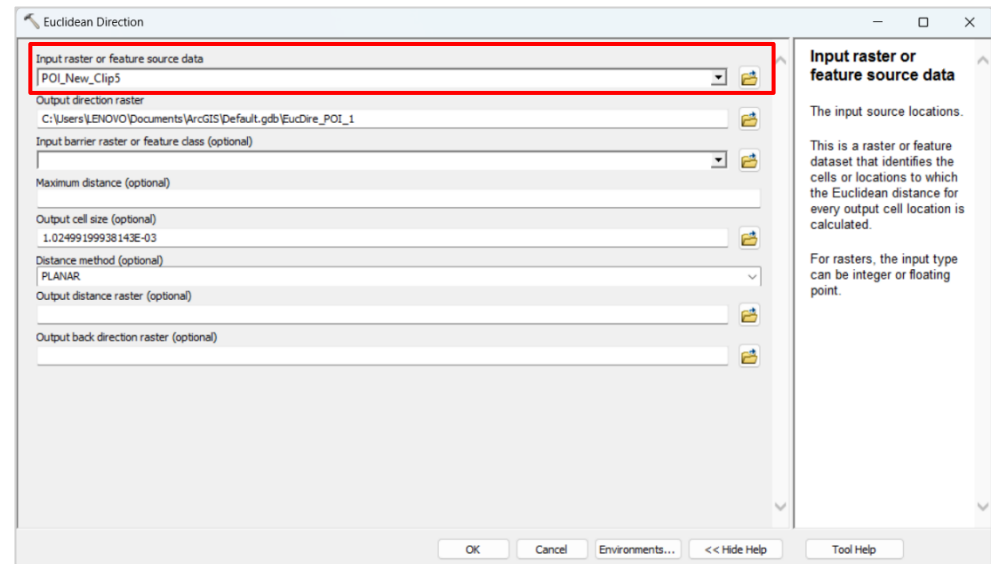 Euclidean Direction
Input raster or feature source data
POI_New_Clip5
Output direction raster
C:\Users\LENOVO\Documents\ArcGIS\Default.gdb\EucDire_POI_1
Input barrier raster or feature class (optional)
Maximum distance (optional)
Output cell size (optional)
1.02499199938143E-03
Distance method (optional)
PLANAR
Output distance raster (optional)
Output back direction raster (optional)
OK
Cancel
Environments...
<< Hide Help
Input raster or
feature source data
The input source locations.
This is a raster or feature
dataset that identifies the
cells or locations to which
the Euclidean distance for
every output cell location is
calculated.
For rasters, the input type
can be integer or floating
point.
Tool Help